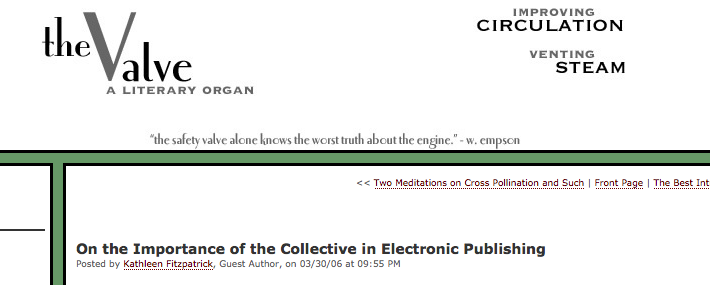 the Valve
A LITERARY ORGAN
IMPROVING
CIRCULATION
VENTING
STEAM
"the safety valve alone knows the worst truth about the engine." - w. empson
<< Two Meditations on Cross Pollination and Such | Front Page | The Best Int
On the Importance of the Collective in Electronic Publishing
Posted by Kathleen Fitzpatrick, Guest Author, on 03/30/06 at 09:55 PM